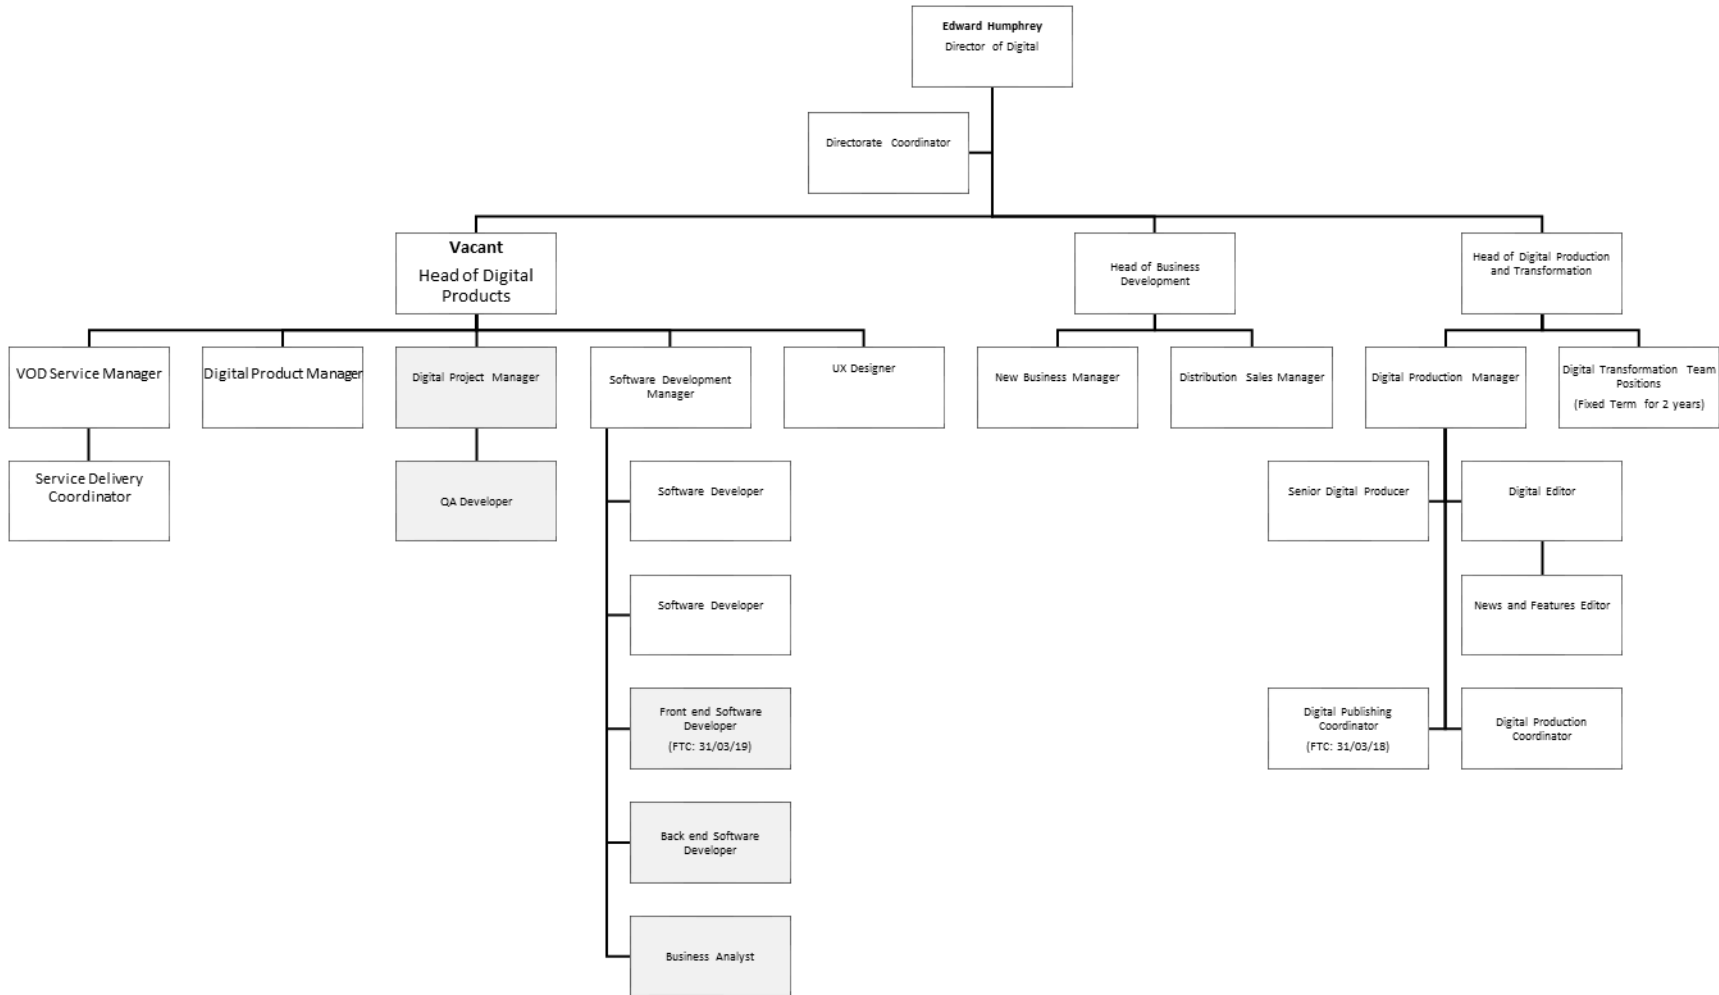 Edward Humphrey
Director of Digital
Directorate Coordinator
Vacant
Head of Digital
Products
Head of Business
Development
Head of Digital Production
and Transformation
VOD Service Manager
Digital Product Manager
Digital Project Manager
Software Development
Manager
UX Designer
New Business Manager
Distribution Sales Manager
Digital Production Manager
Digital Transformation Team
Positions
(Fixed Term for 2 years)
Service Delivery
Coordinator
QA Developer
Software Developer
Senior Digital Producer
Digital Editor
Software Developer
News and Features Editor
Front end Software
Developer
(FTC: 31/03/19)
Digital Publishing
Coordinator
(FTC: 31/03/18)
Digital Production
Coordinator
Back end Software
Developer
Business Analyst